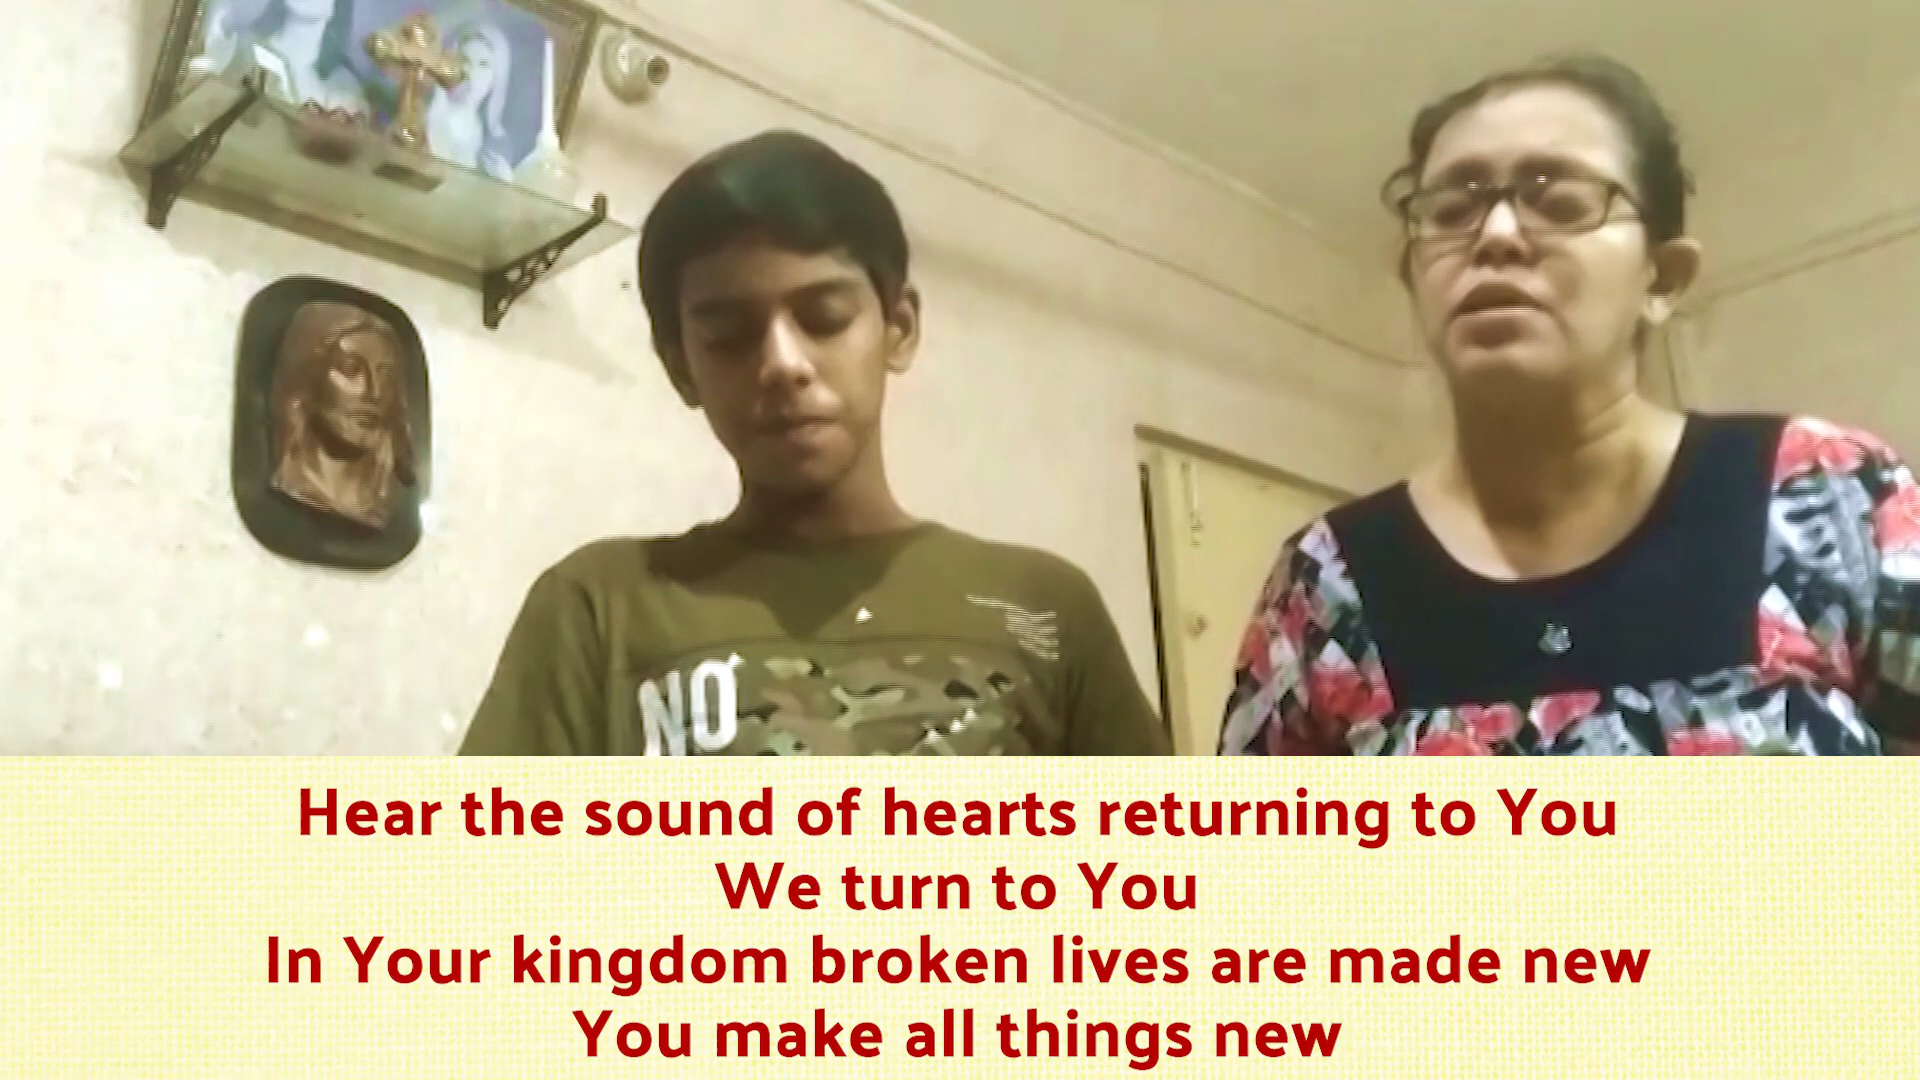 NO
Hear the sound of hearts returning to You
We turn to You
In Your kingdom broken lives are made new
You make all things new